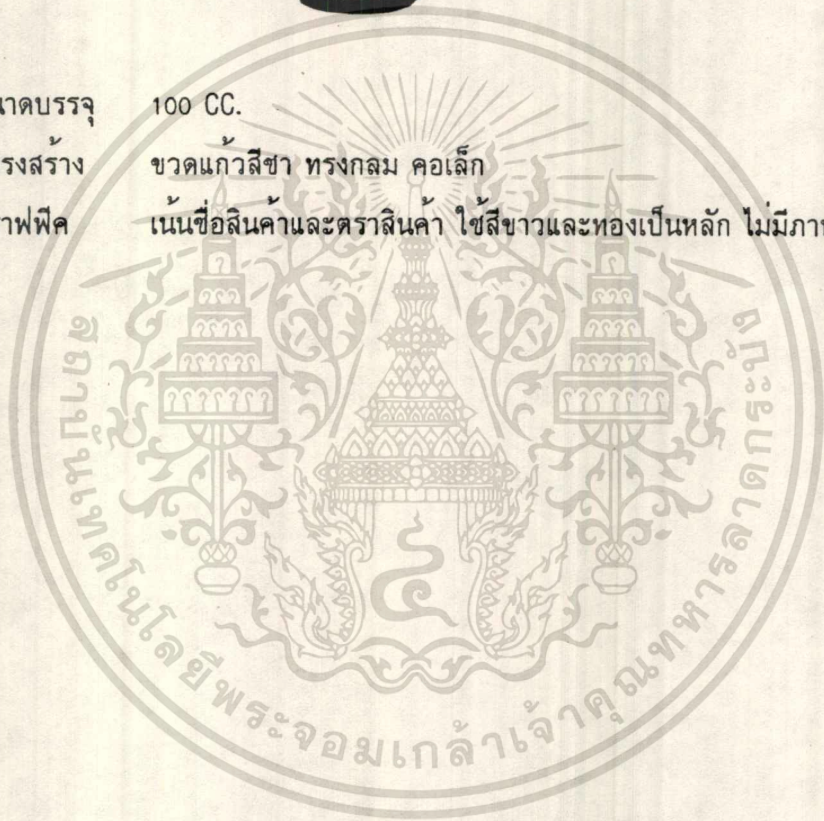 นาดบรรจุ 100 CC.
รงสร้าง ขวดแก้วสีชา ทรงกลม คอเล็ก
าฟฟิค เน้นชื่อสินค้าและตราสินค้า ใช้สีขาวและทองเป็นหลัก ไม่มีภาพ
สถาบันเทคโนโลยีพระจอมเกล้าเจ้าคุณทหารลาดกระบัง